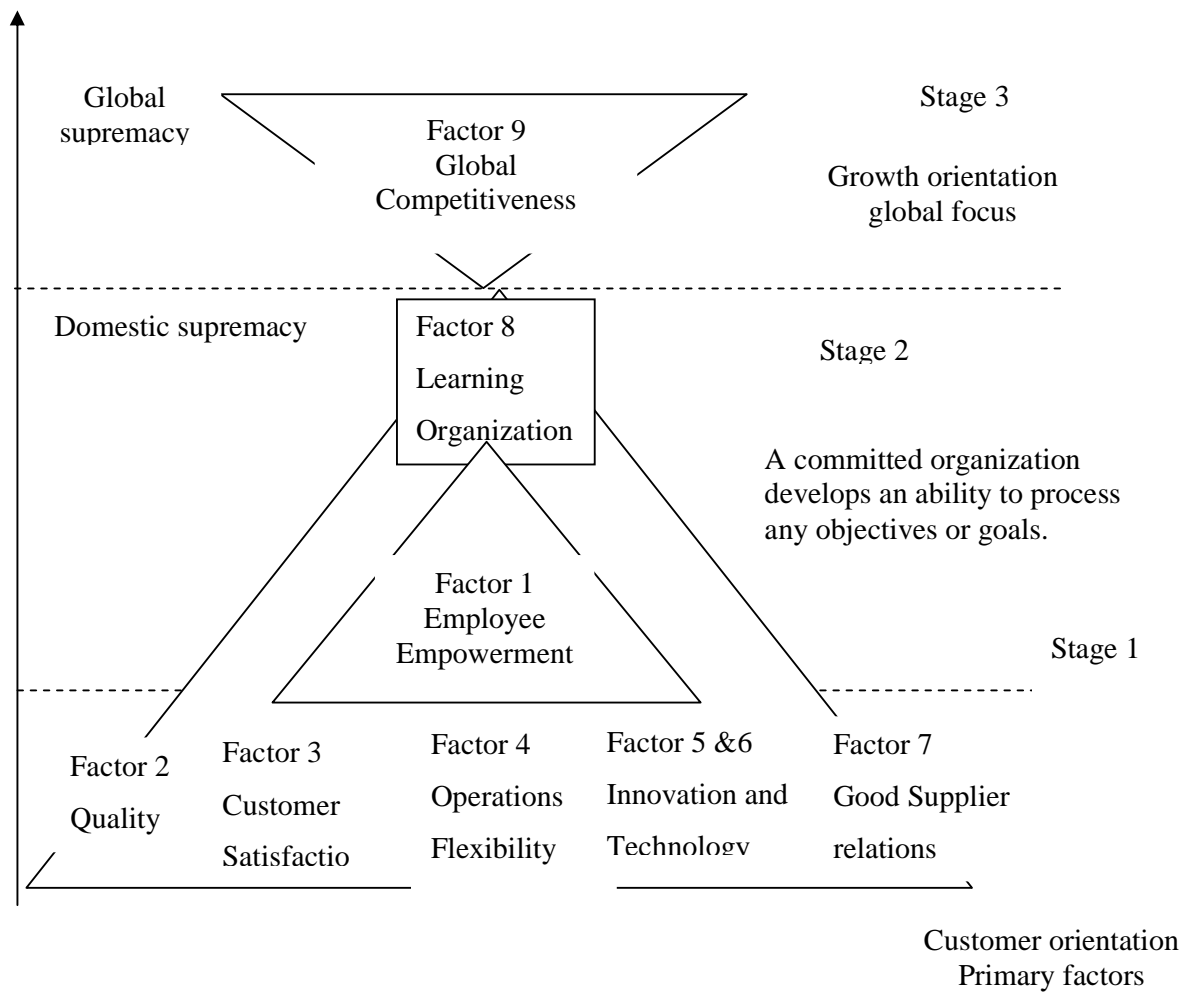 Global
supremacy
Factor 9
Global
Competitiveness
Stage 3
Growth orientation
global focus
Domestic supremacy
Factor 8
Learning
Organization
Stage 2
A committed organization
develops an ability to process
any objectives or goals.
Factor 1
Employee
Empowerment
Stage 1
Factor 2
Quality
Factor 3
Customer
Satisfactio
Factor 4
Operations
Flexibility
Factor 5 &6
Innovation and
Technology
Factor 7
Good Supplier
relations
Customer orientation
Primary factors